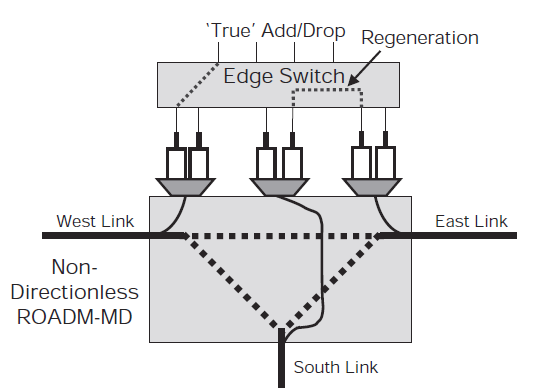 ‘True’ Add/Drop
Regeneration
Edge Switch
West Link
East Link
Non-
Directionless
ROADM-MD
South Link